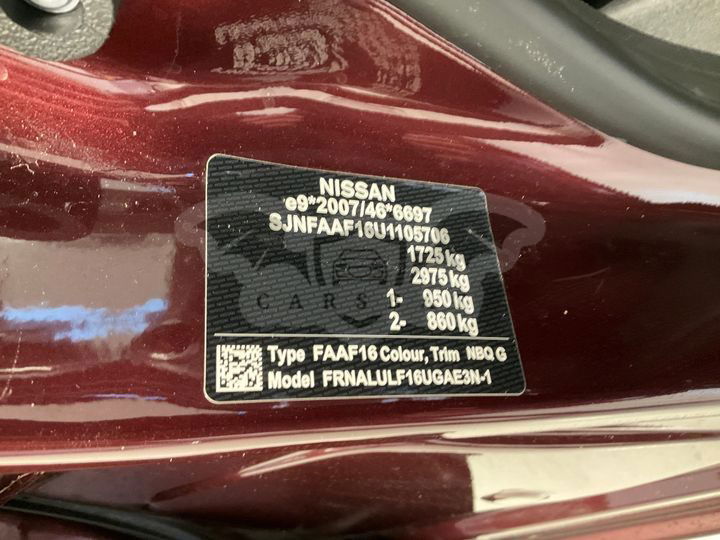 NISSAN
e9*2007/46*6697
SJNFAAF16U1105706
1725 kg
2975 kg
1- 950 kg
2- 860 kg
CARS
Type FAAF16 Colour, Trim NBQ G
Model FRNALULF16UGAE3N-1